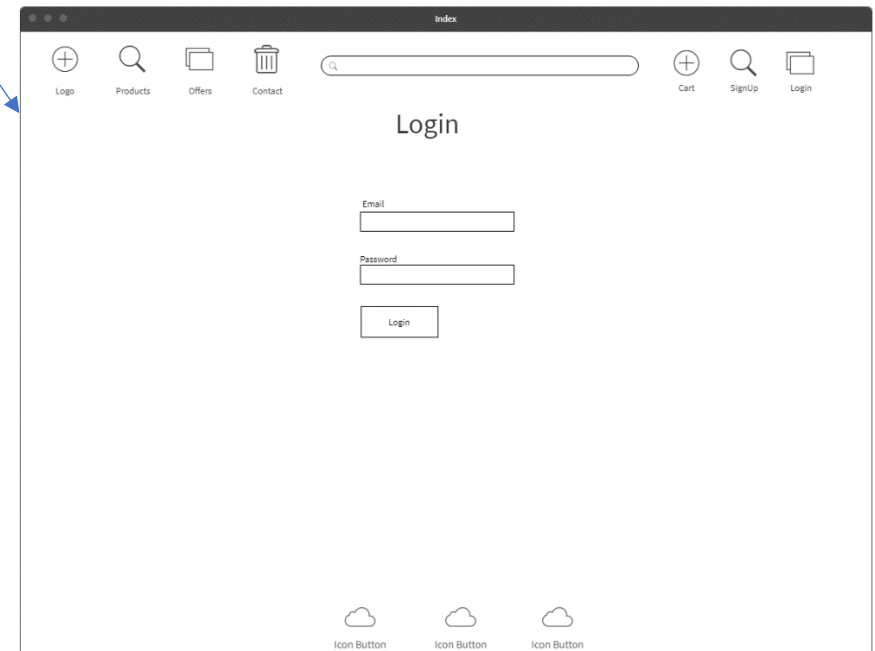 Index
Logo
Products
Offers
Contact
Cart
SignUp
Login
Login
Email
Password
Login
Icon Button
Icon Button
Icon Button